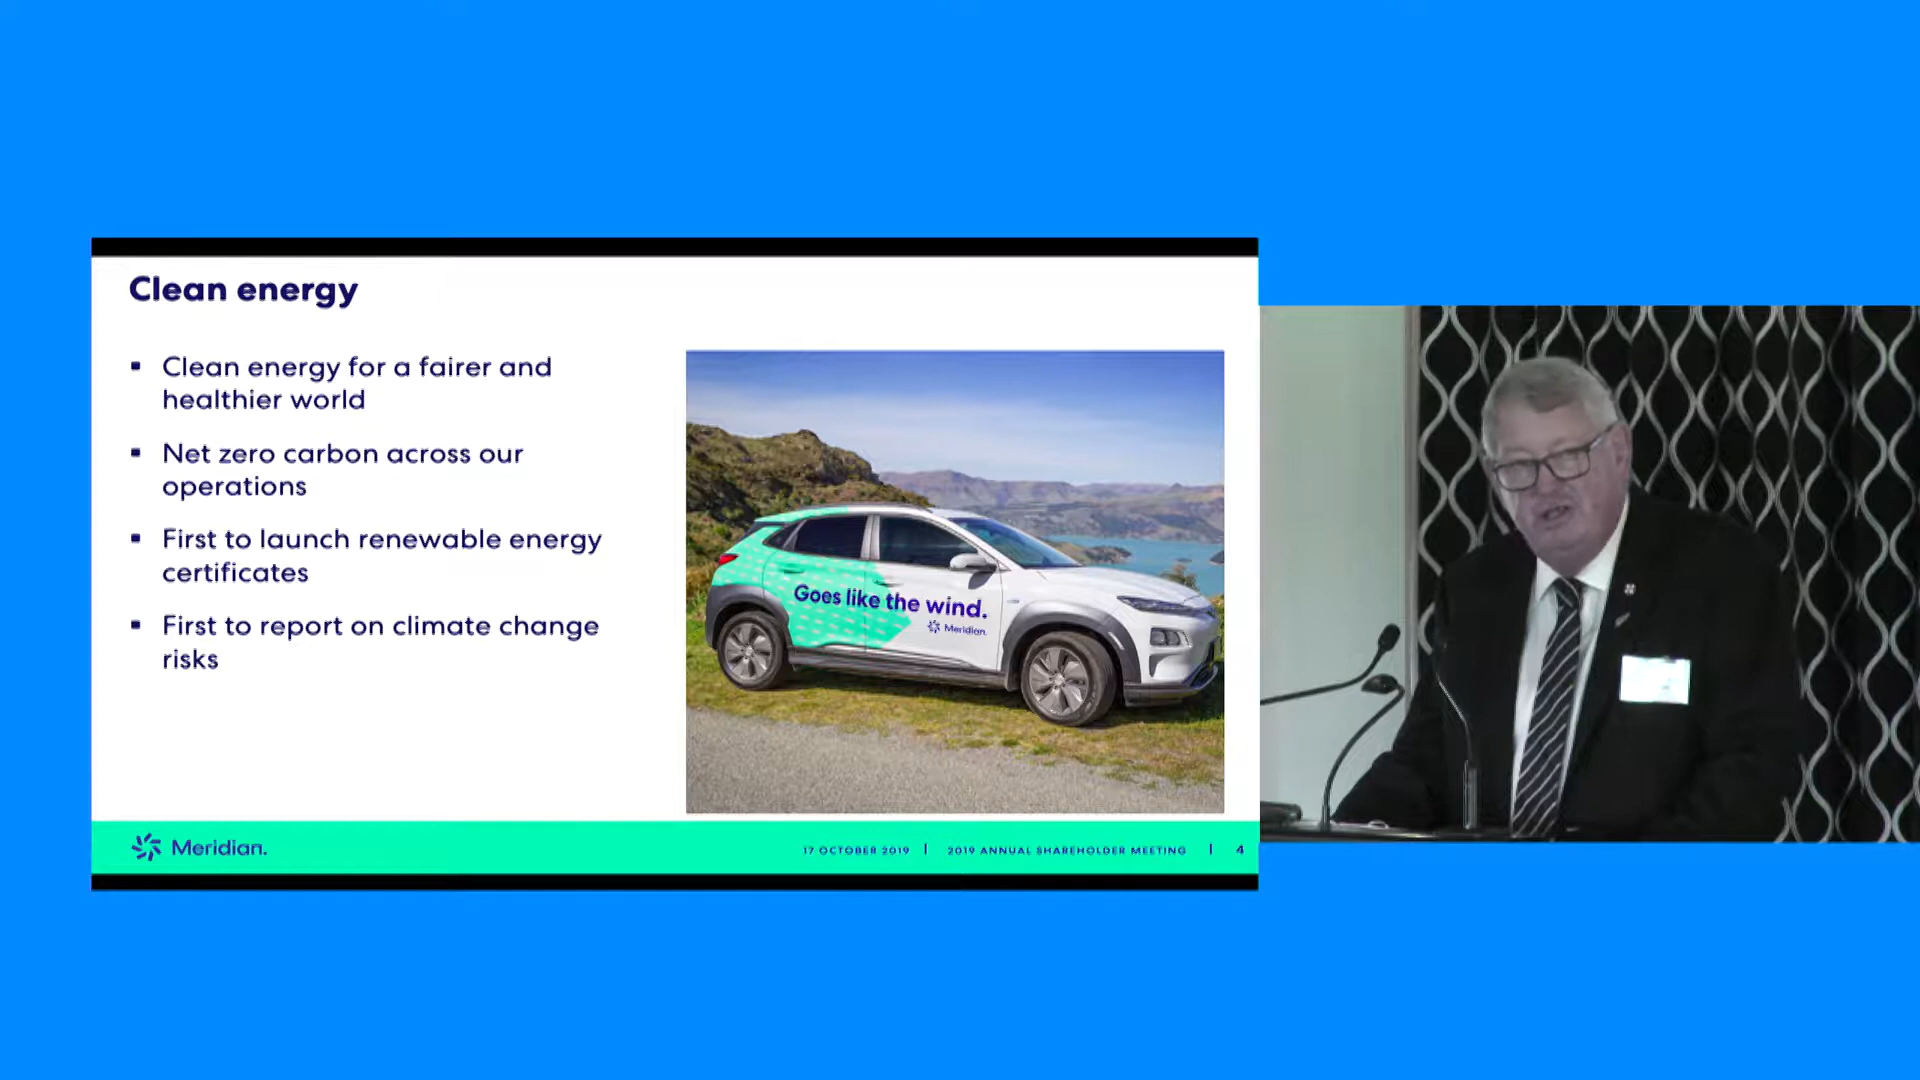 Clean energy
▪ Clean energy for a fairer and
healthier world
▪ Net zero carbon across our
operations
▪ First to launch renewable energy
certificates
▪ First to report on climate change
risks
Goes like the wind.
Meridian.
Meridian.
17 OCTOBER 2019 | 2019 ANNUAL SHAREHOLDER MEETING | 4